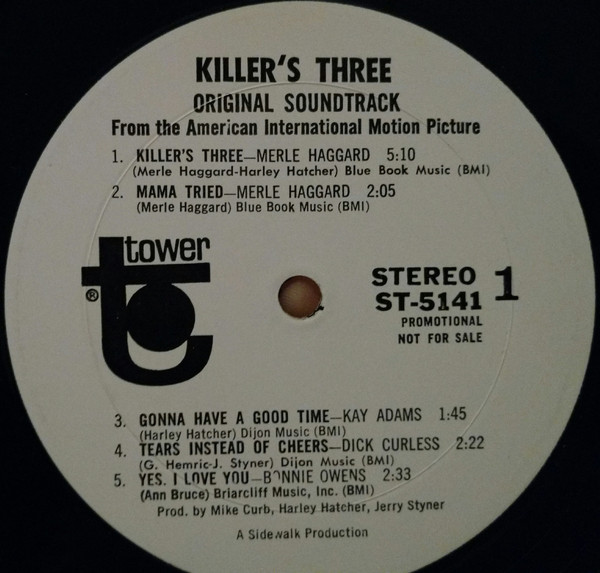 KILLER'S THREE
ORIGINAL SOUNDTRACK
From the American International Motion Picture
1. KILLER'S THREE—MERLE HAGGARD 5:10
(Merle Haggard-Harley Hatcher) Blue Book Music (BMI)
2. MAMA TRIED—MERLE HAGGARD 2:05
(Merle Haggard) Blue Book Music (BMI)
tower
®
STEREO 1
ST-5141
PROMOTIONAL
NOT FOR SALE
3. GONNA HAVE A GOOD TIME—KAY ADAMS 1:45
(Harley Hatcher) Dijon Music (BMI)
4. TEARS INSTEAD OF CHEERS—DICK CURLESS 2:22
(G. Hemric-J. Styner) Dijon Music (BMI)
5. YES. I LOVE YOU—BONNIE OWENS 2:33
(Ann Bruce) Briarcliff Music, Inc. (BMI)
Prod. by Mike Curb, Harley Hatcher, Jerry Styner
A Sidewalk Production